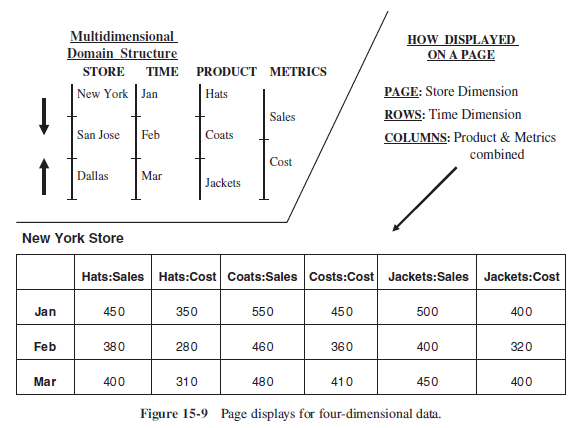 Multidimensional
Domain Structure
STORE TIME PRODUCT METRICS
New York Jan Hats
Sales
San Jose Feb Coats
Cost
Dallas Mar Jackets
HOW DISPLAYED
ON A PAGE
PAGE: Store Dimension
ROWS: Time Dimension
COLUMNS: Product & Metrics
combined
New York Store
Hats:Sales Hats:Cost Coats:Sales Costs:Cost Jackets:Sales Jackets:Cost
Jan 450 350 550 450 500 400
Feb 380 280 460 360 400 320
Mar 400 310 480 410 450 400
Figure 15-9 Page displays for four-dimensional data.